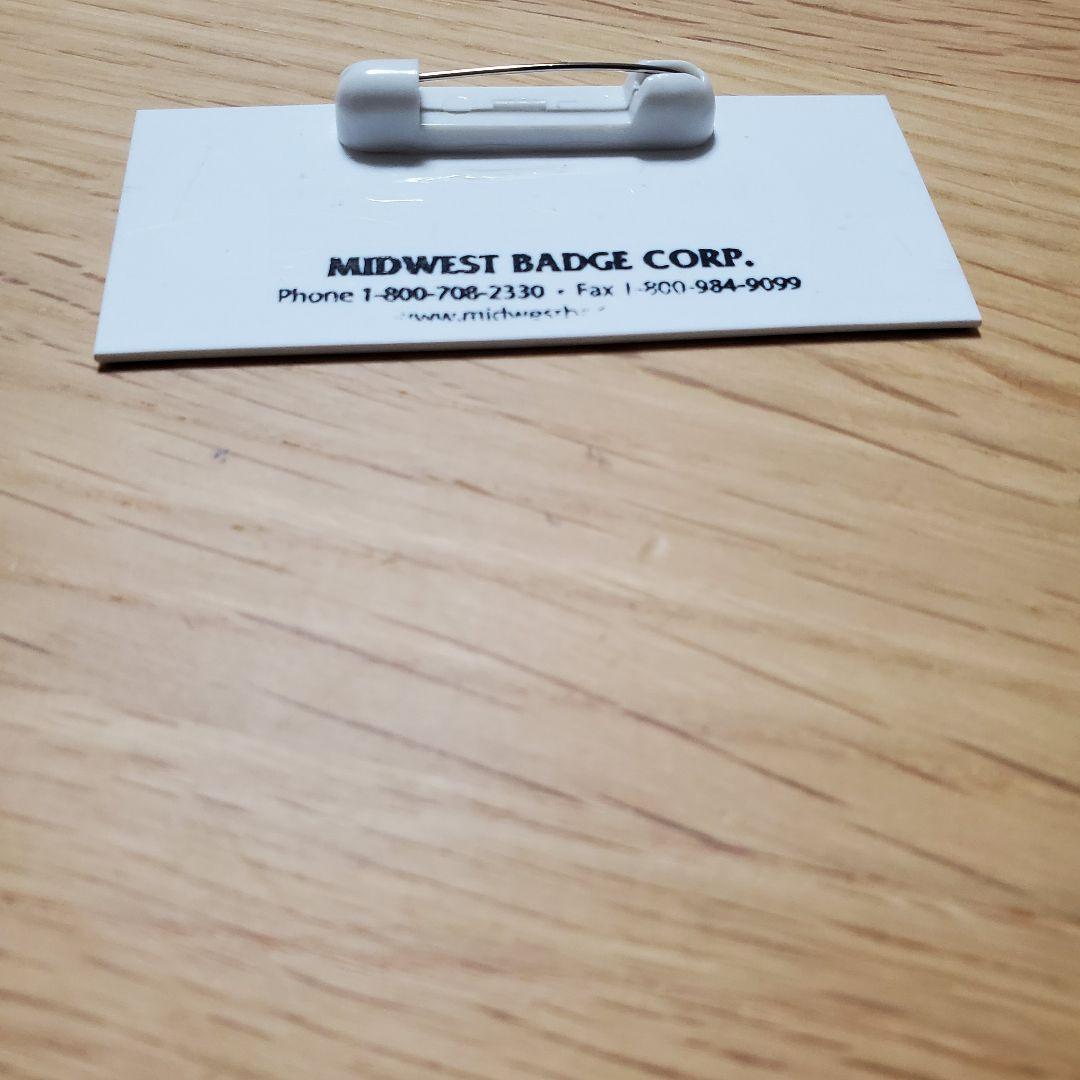 MIDWEST BADGE CORP.
Phone 1-800-708-2330 • Fax 1-800-984-9099